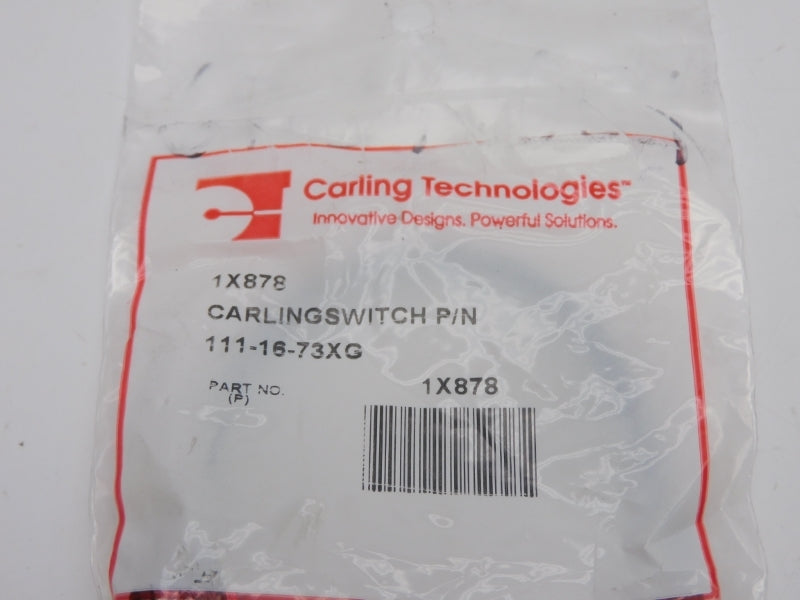 Carling Technologies™
Innovative Designs. Powerful Solutions.
1X878
CARLINGSWITCH P/N
111-16-73XG
PART NO. 1X878
(P)